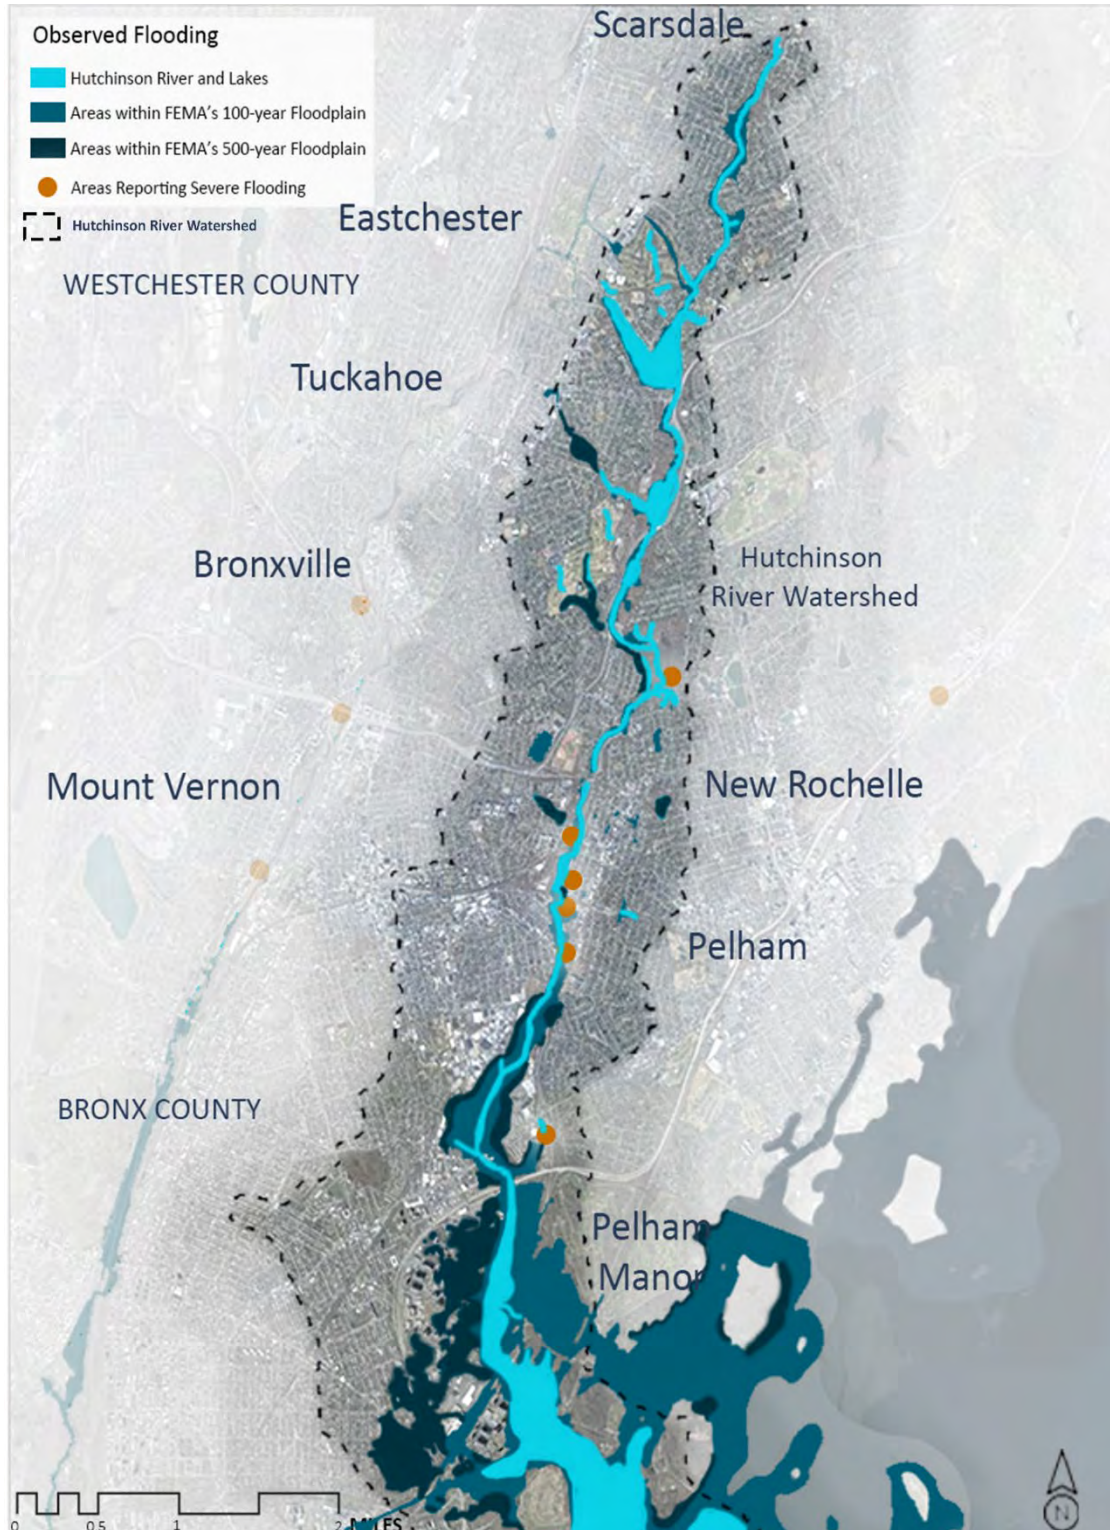 Scarsdale
Observed Flooding
Hutchinson River and Lakes
Areas within FEMA's 100-year Floodplain
Areas within FEMA's 500-year Floodplain
Areas Reporting Severe Flooding
Hutchinson River Watershed
Eastchester
WESTCHESTER COUNTY
Tuckahoe
Bronxville
Hutchinson
River Watershed
Mount Vernon
New Rochelle
Pelham
BRONX COUNTY
Pelham
Manor
0 0.5 1 2 MILES
N